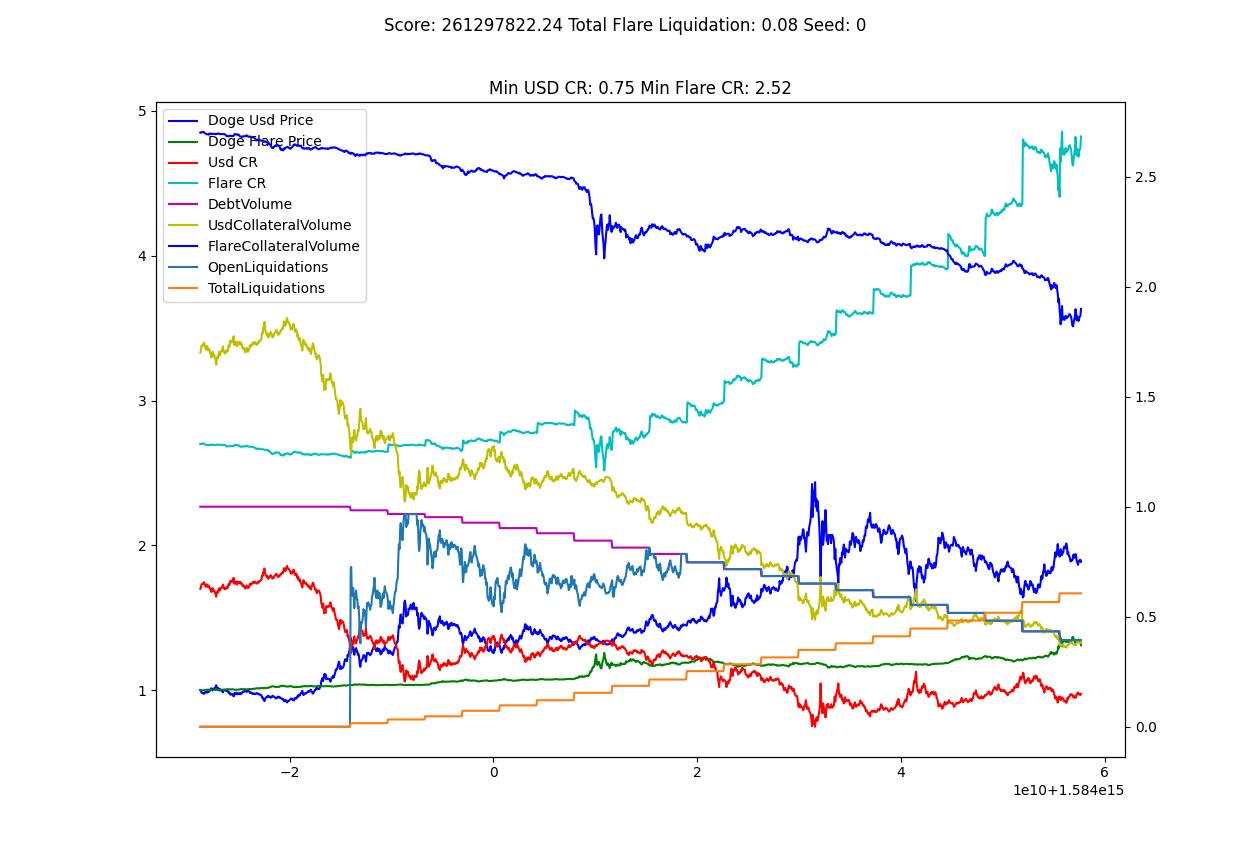 Score: 261297822.24 Total Flare Liquidation: 0.08 Seed: 0
Min USD CR: 0.75 Min Flare CR: 2.52
Doge Usd Price
Doge Flare Price
Usd CR
Flare CR
DebtVolume
UsdCollateralVolume
FlareCollateralVolume
OpenLiquidations
TotalLiquidations
5
4
3
2
1
2.5
2.0
1.5
1.0
0.5
0.0
−2
0
2
4
6
1e10+1.584e15